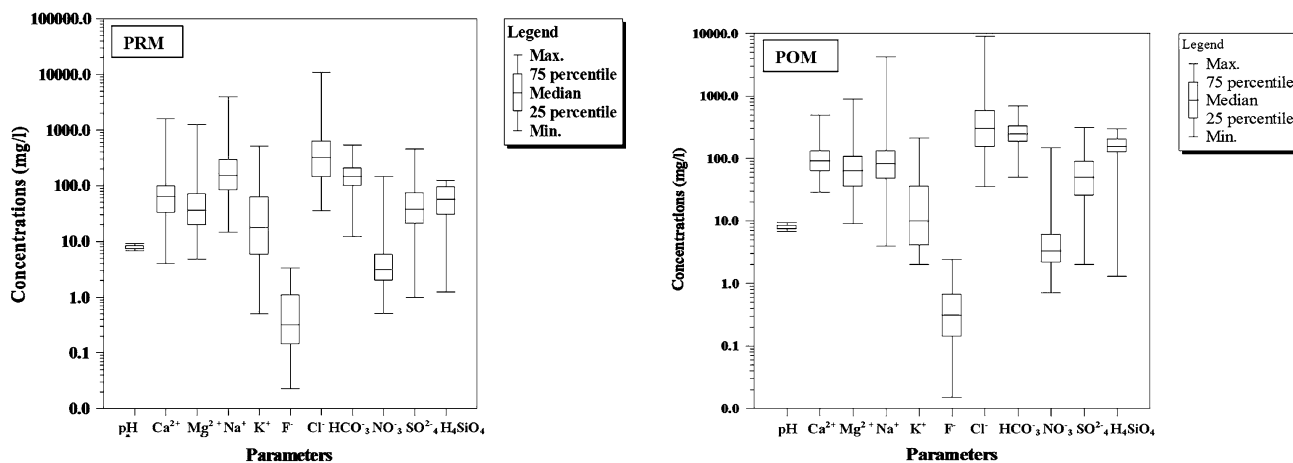 PRM
Legend
Max.
75 percentile
Median
25 percentile
Min.
Concentrations (mg/l)
100000.0
10000.0
1000.0
100.0
10.0
1.0
0.1
0.0
pH Ca²⁺ Mg²⁺ Na⁺ K⁺ F⁻ Cl⁻ HCO⁻₃ NO⁻₃ SO²⁻₄ H₄SiO₄
Parameters
POM
Legend
Max.
75 percentile
Median
25 percentile
Min.
Concentrations (mg/l)
10000.0
1000.0
100.0
10.0
1.0
0.1
0.0
pH Ca²⁺ Mg²⁺ Na⁺ K⁺ F⁻ Cl⁻ HCO⁻₃ NO⁻₃ SO²⁻₄ H₄SiO₄
Parameters